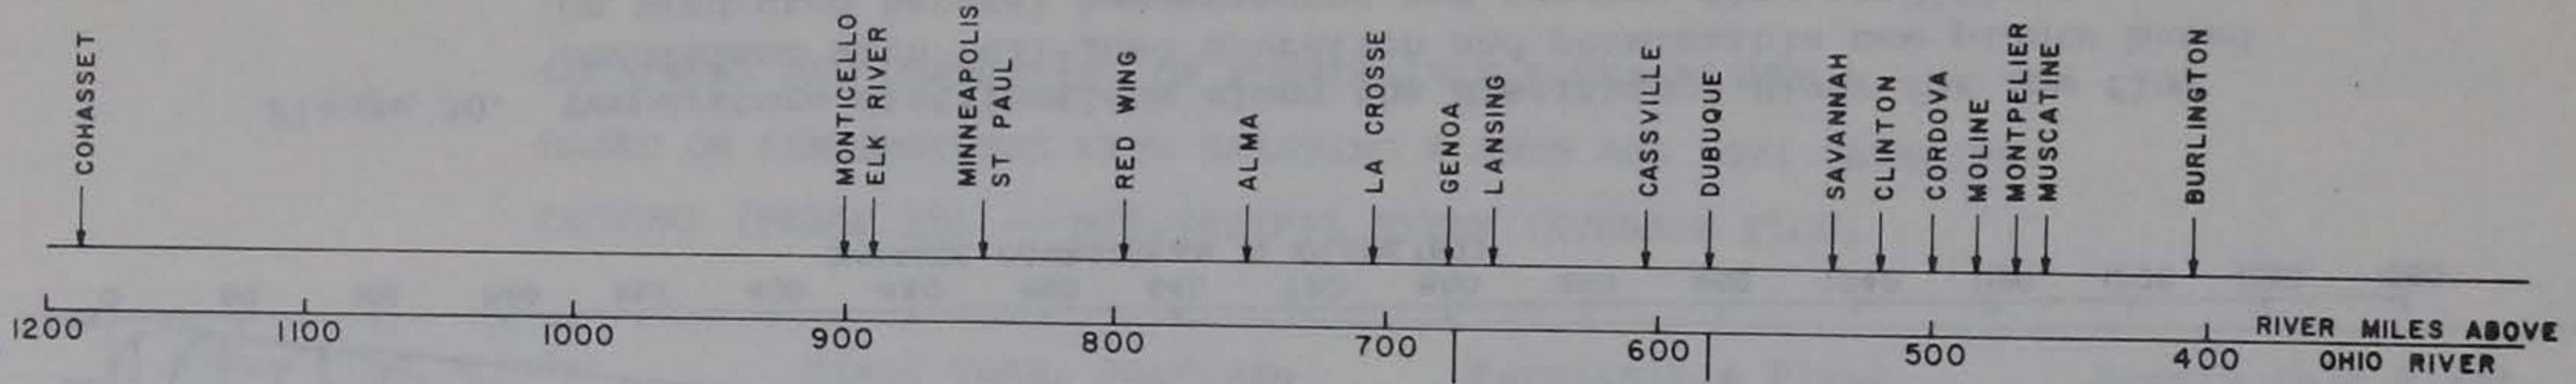 COHASSET
MONTICELLO
ELK RIVER
MINNEAPOLIS
ST PAUL
RED WING
ALMA
LA CROSSE
GENOA
LANSING
CASSVILLE
DUBUQUE
SAVANNAH
CLINTON
CORDOVA
MOLINE
MONTPELIER
MUSCATINE
BURLINGTON
1200 1100 1000 900 800 700 600 500 400
RIVER MILES ABOVE
OHIO RIVER